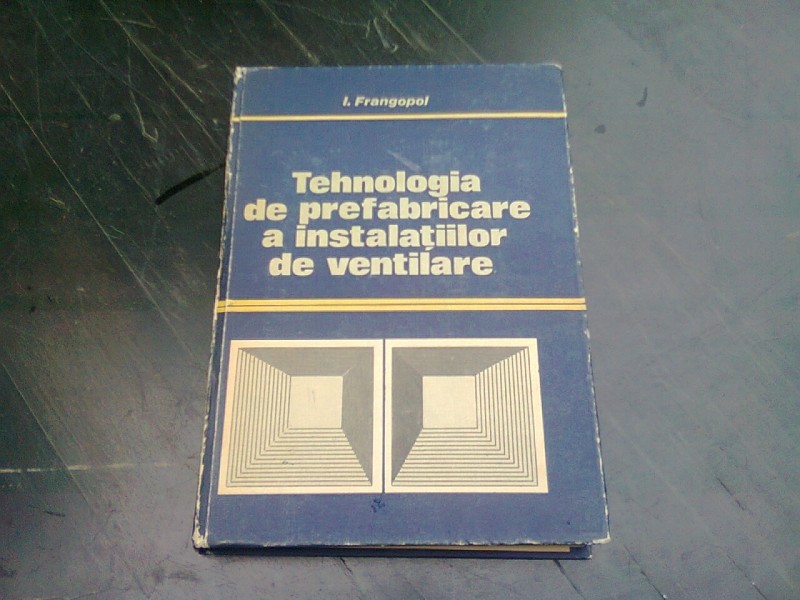 I. Frangopol
Tehnologia
de prefabricare
a instalațiilor
de ventilare